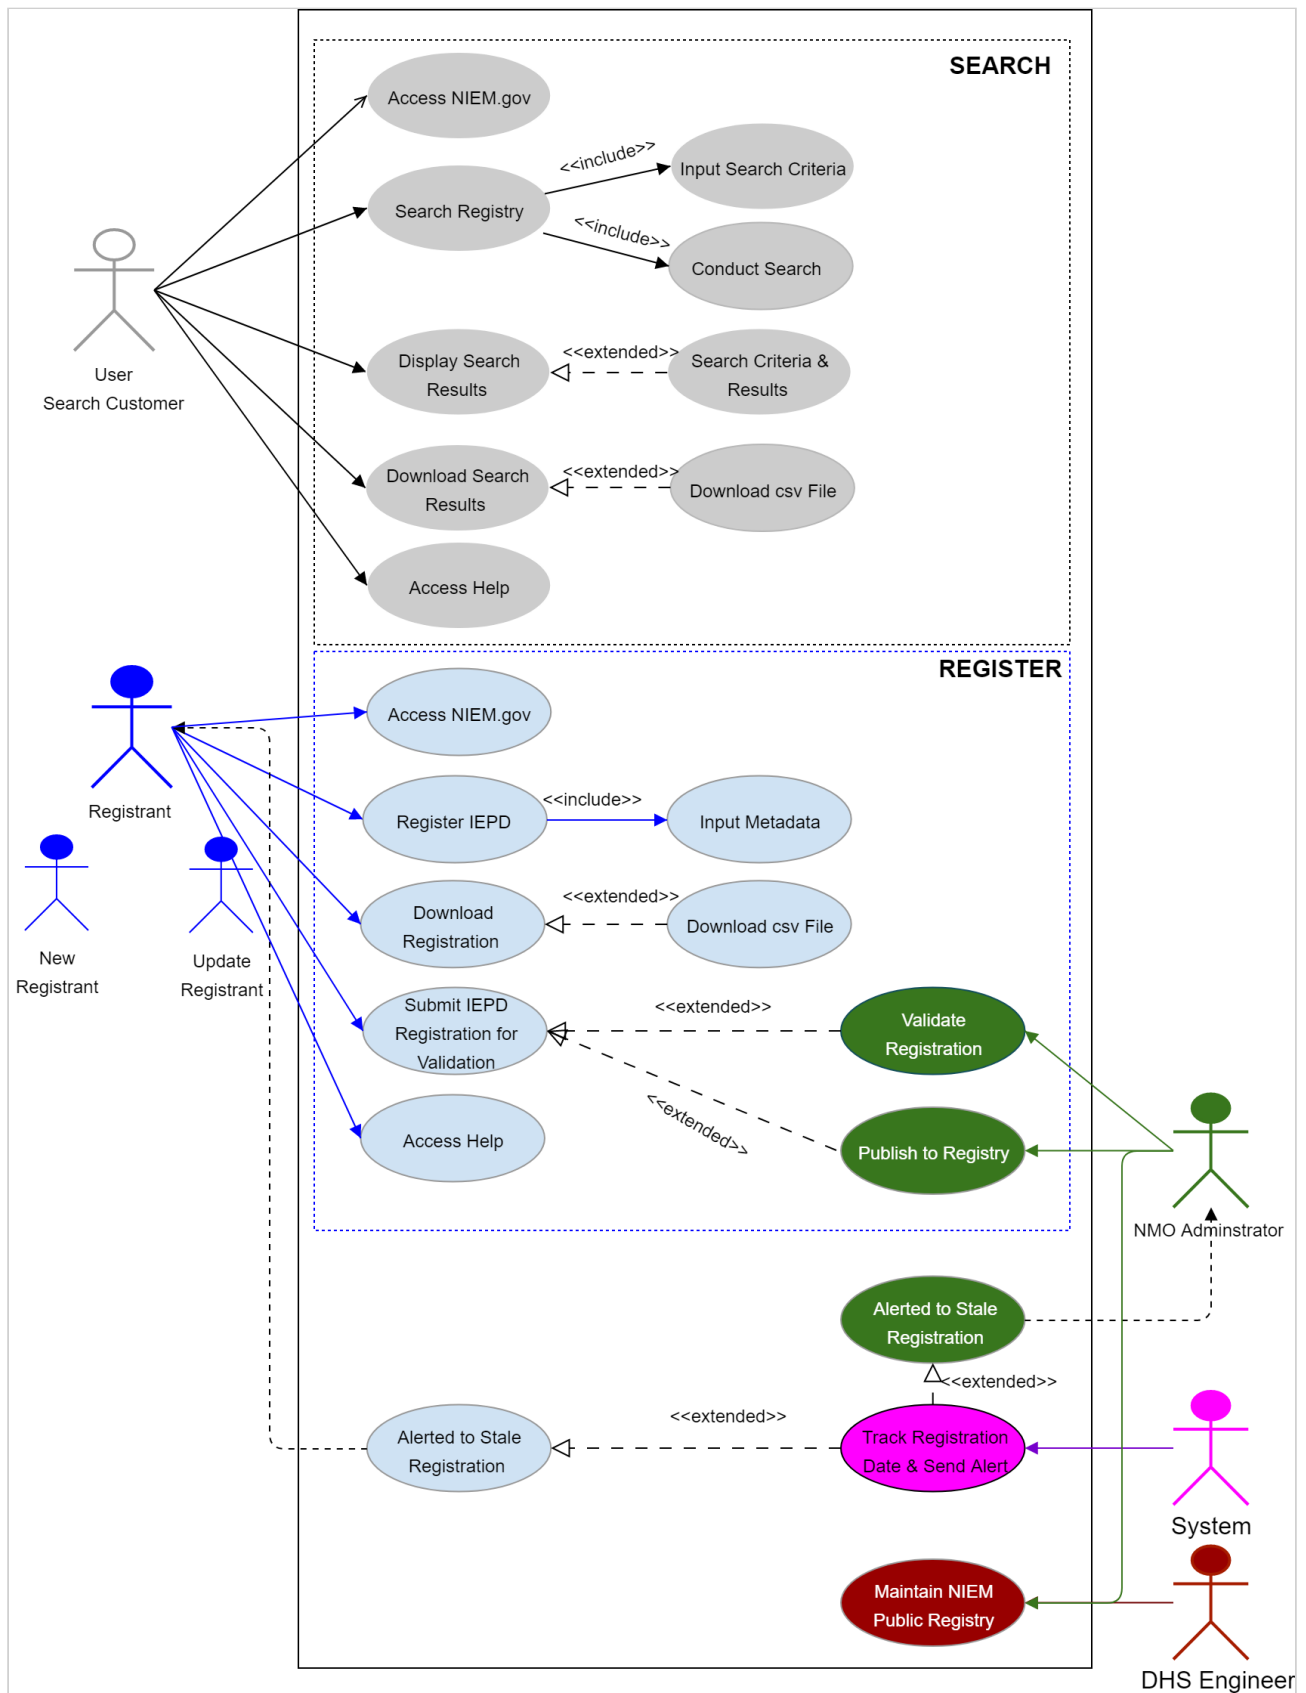 SEARCH
Access NIEM.gov
<<include>>
Input Search Criteria
Search Registry
<<include>>
Conduct Search
User
Search Customer
Display Search
Results
<<extended>>
Search Criteria &
Results
Download Search
Results
<<extended>>
Download csv File
Access Help
REGISTER
Access NIEM.gov
Registrant
Register IEPD
<<include>>
Input Metadata
New
Registrant
Update
Registrant
Download
Registration
<<extended>>
Download csv File
Submit IEPD
Registration for
Validation
<<extended>>
Validate
Registration
<<extended>>
Access Help
Publish to Registry
NMO Adminstrator
Alerted to Stale
Registration
<<extended>>
<<extended>>
Alerted to Stale
Registration
Track Registration
Date & Send Alert
System
Maintain NIEM
Public Registry
DHS Engineer